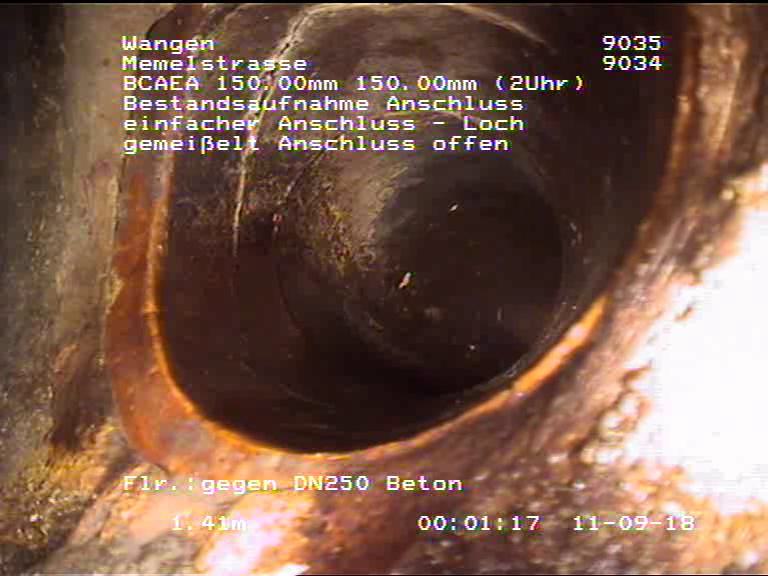 Wangen 9035
Memelstrasse 9034
BCAEA 150.00mm 150.00mm (2Uhr)
Bestandsaufnahme Anschluss
einfacher Anschluss - Loch
gemeißelt Anschluss offen
Flr.:gegen DN250 Beton
1.41m 00:01:17 11-09-18